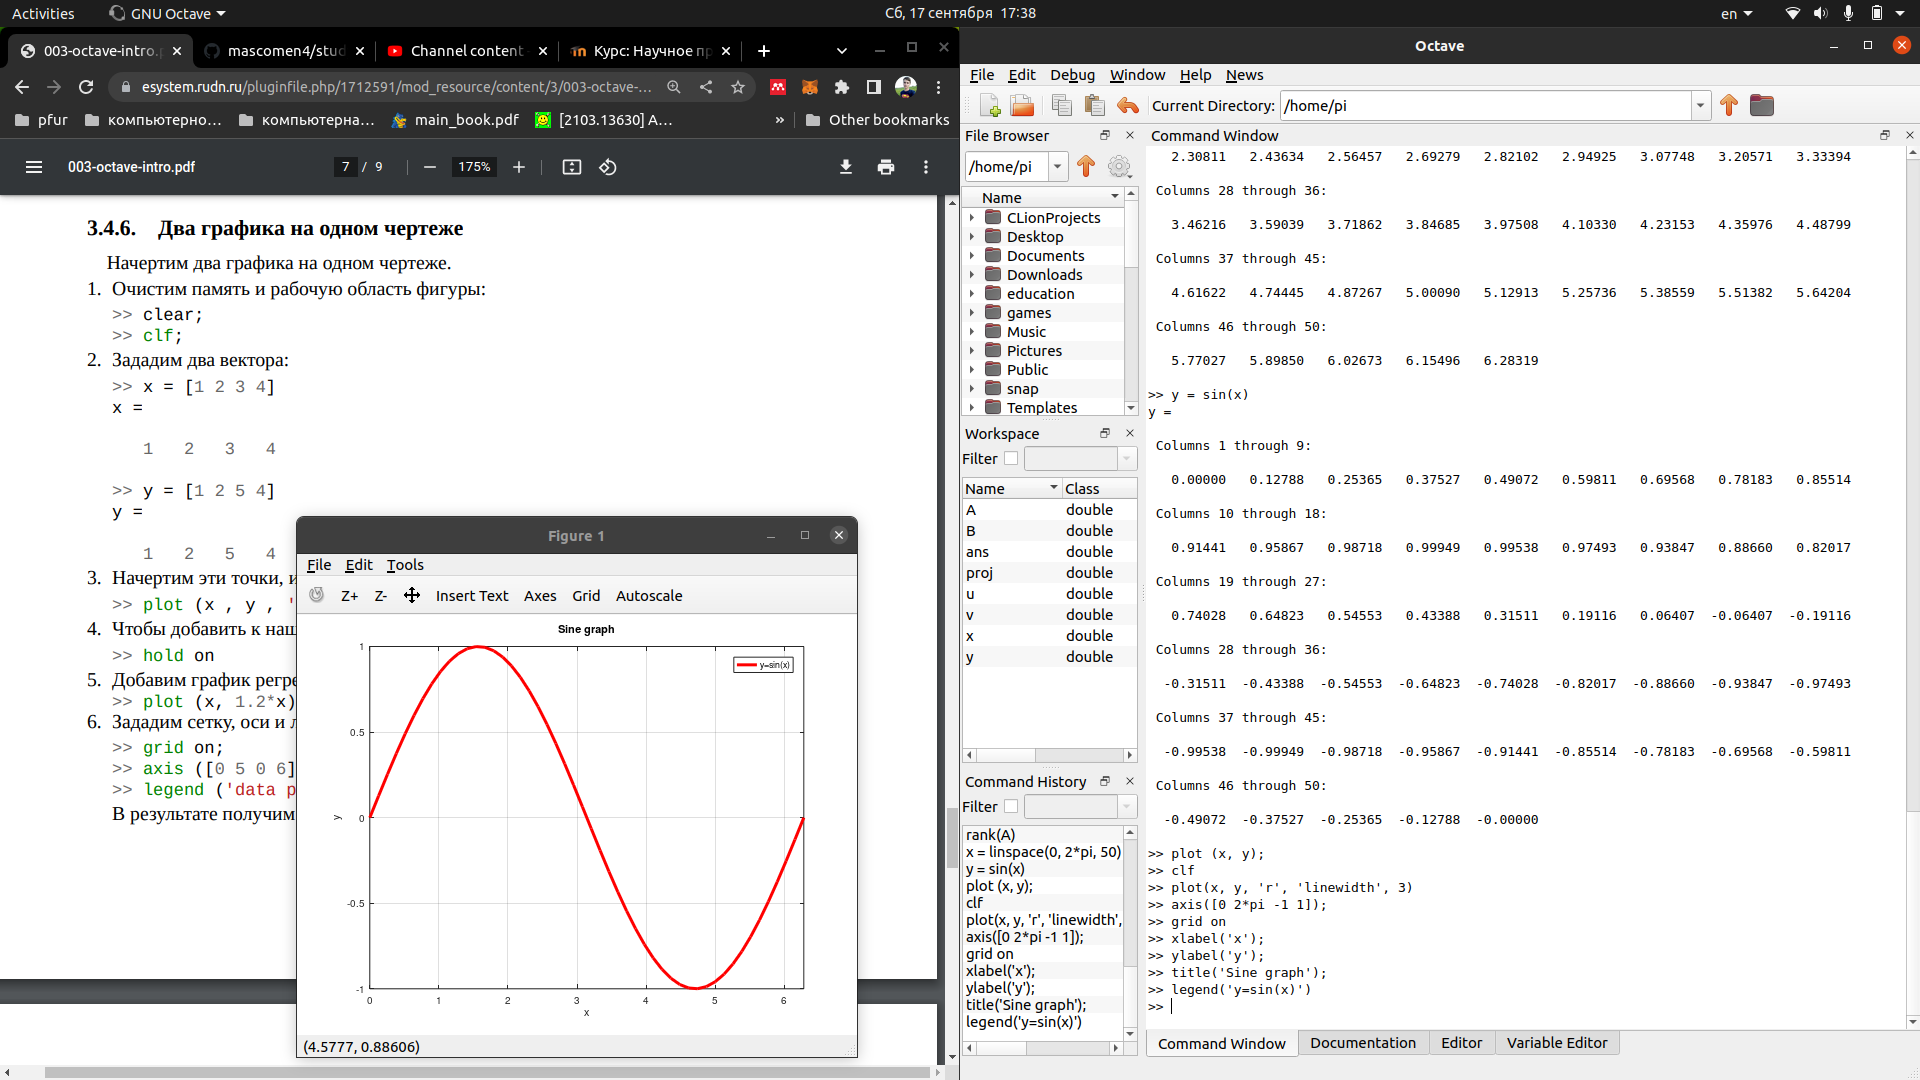 Activities
GNU Octave
Сб, 17 сентября 17:38
en
003-octave-intro.p
mascomen4/stud
Channel content
Курс: Научное пр
esystem.rudn.ru/pluginfile.php/1712591/mod_resource/content/3/003-octave-...
pfur
компьютерно...
компьютерна...
main_book.pdf
[2103.13630] A...
»
Other bookmarks
003-octave-intro.pdf
7 / 9
175%
3.4.6. Два графика на одном чертеже
Начертим два графика на одном чертеже.
1. Очистим память и рабочую область фигуры:
>> clear;
>> clf;
2. Зададим два вектора:
>> x = [1 2 3 4]
x =
1 2 3 4
>> y = [1 2 5 4]
y =
1 2 5 4
3. Начертим эти точки, и
>> plot (x , y , '
4. Чтобы добавить к наш
>> hold on
5. Добавим график регре
>> plot (x, 1.2*x)
6. Зададим сетку, оси и л
>> grid on;
>> axis ([0 5 0 6]
>> legend ('data p
В результате получим
Figure 1
File Edit Tools
Z+ Z- Insert Text Axes Grid Autoscale
Sine graph
y=sin(x)
1
0.5
0
-0.5
-1
y
0 1 2 3 4 5 6
x
(4.5777, 0.88606)
Octave
File Edit Debug Window Help News
Current Directory: /home/pi
File Browser
/home/pi
Name
CLionProjects
Desktop
Documents
Downloads
education
games
Music
Pictures
Public
snap
Templates
Workspace
Filter
Name Class
A double
B double
ans double
proj double
u double
v double
x double
y double
Command History
Filter
rank(A)
x = linspace(0, 2*pi, 50)
y = sin(x)
plot (x, y);
clf
plot(x, y, 'r', 'linewidth',
axis([0 2*pi -1 1]);
grid on
xlabel('x');
ylabel('y');
title('Sine graph');
legend('y=sin(x)')
Command Window
2.30811 2.43634 2.56457 2.69279 2.82102 2.94925 3.07748 3.20571 3.33394
Columns 28 through 36:
3.46216 3.59039 3.71862 3.84685 3.97508 4.10330 4.23153 4.35976 4.48799
Columns 37 through 45:
4.61622 4.74445 4.87267 5.00090 5.12913 5.25736 5.38559 5.51382 5.64204
Columns 46 through 50:
5.77027 5.89850 6.02673 6.15496 6.28319
>> y = sin(x)
y =
Columns 1 through 9:
0.00000 0.12788 0.25365 0.37527 0.49072 0.59811 0.69568 0.78183 0.85514
Columns 10 through 18:
0.91441 0.95867 0.98718 0.99949 0.99538 0.97493 0.93847 0.88660 0.82017
Columns 19 through 27:
0.74028 0.64823 0.54553 0.43388 0.31511 0.19116 0.06407 -0.06407 -0.19116
Columns 28 through 36:
-0.31511 -0.43388 -0.54553 -0.64823 -0.74028 -0.82017 -0.88660 -0.93847 -0.97493
Columns 37 through 45:
-0.99538 -0.99949 -0.98718 -0.95867 -0.91441 -0.85514 -0.78183 -0.69568 -0.59811
Columns 46 through 50:
-0.49072 -0.37527 -0.25365 -0.12788 -0.00000
>> plot (x, y);
>> clf
>> plot(x, y, 'r', 'linewidth', 3)
>> axis([0 2*pi -1 1]);
>> grid on
>> xlabel('x');
>> ylabel('y');
>> title('Sine graph');
>> legend('y=sin(x)')
>>
Command Window Documentation Editor Variable Editor